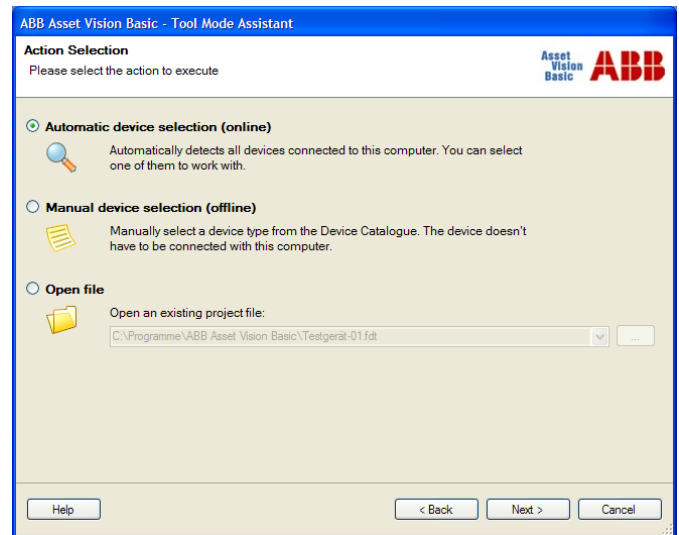 ABB Asset Vision Basic - Tool Mode Assistant
Action Selection
Please select the action to execute
Asset
Vision
Basic
ABB
Automatic device selection (online)
Automatically detects all devices connected to this computer. You can select
one of them to work with.
Manual device selection (offline)
Manually select a device type from the Device Catalogue. The device doesn't
have to be connected with this computer.
Open file
Open an existing project file:
C:\Programme\ABB Asset Vision Basic\Testgerät-01.fdt
...
Help
< Back
Next >
Cancel